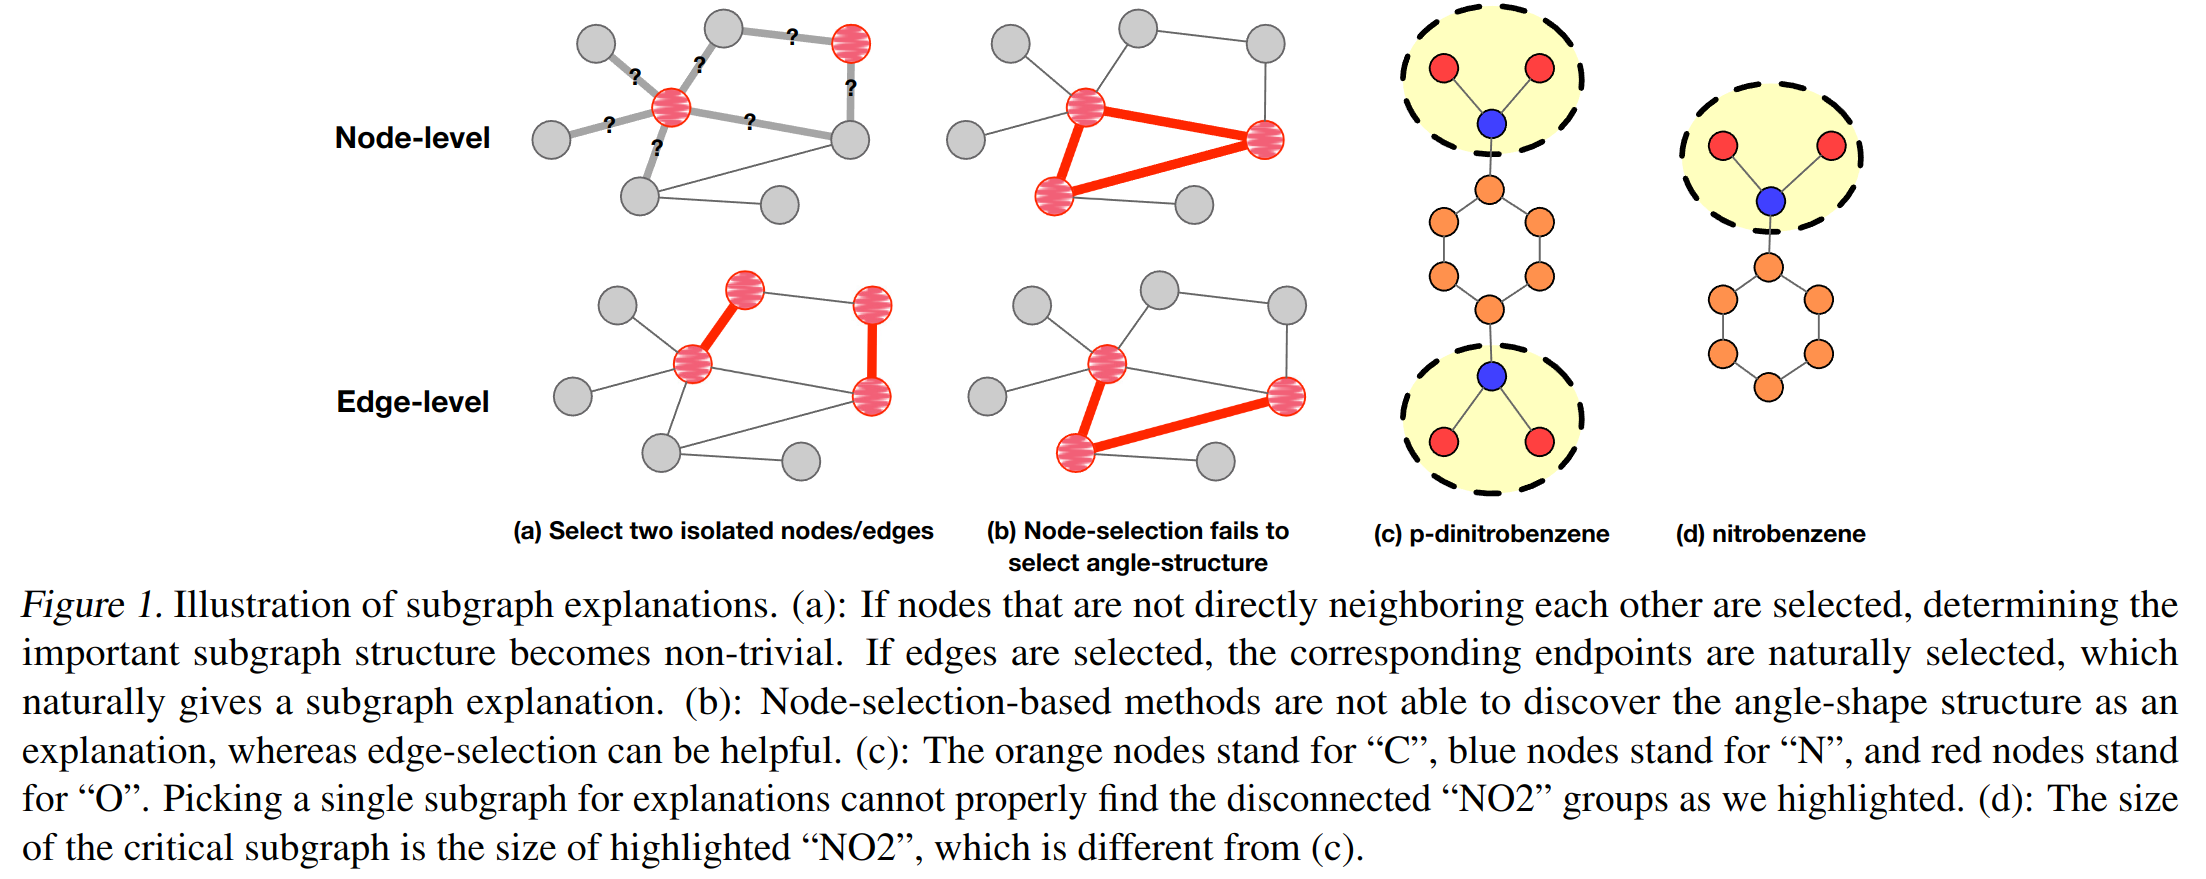 ?
?
?
?
?
?
?
Node-level
Edge-level
(a) Select two isolated nodes/edges
(b) Node-selection fails to
select angle-structure
(c) p-dinitrobenzene
(d) nitrobenzene
Figure 1. Illustration of subgraph explanations. (a): If nodes that are not directly neighboring each other are selected, determining the
important subgraph structure becomes non-trivial. If edges are selected, the corresponding endpoints are naturally selected, which
naturally gives a subgraph explanation. (b): Node-selection-based methods are not able to discover the angle-shape structure as an
explanation, whereas edge-selection can be helpful. (c): The orange nodes stand for “C”, blue nodes stand for “N”, and red nodes stand
for “O”. Picking a single subgraph for explanations cannot properly find the disconnected “NO2” groups as we highlighted. (d): The size
of the critical subgraph is the size of highlighted “NO2”, which is different from (c).